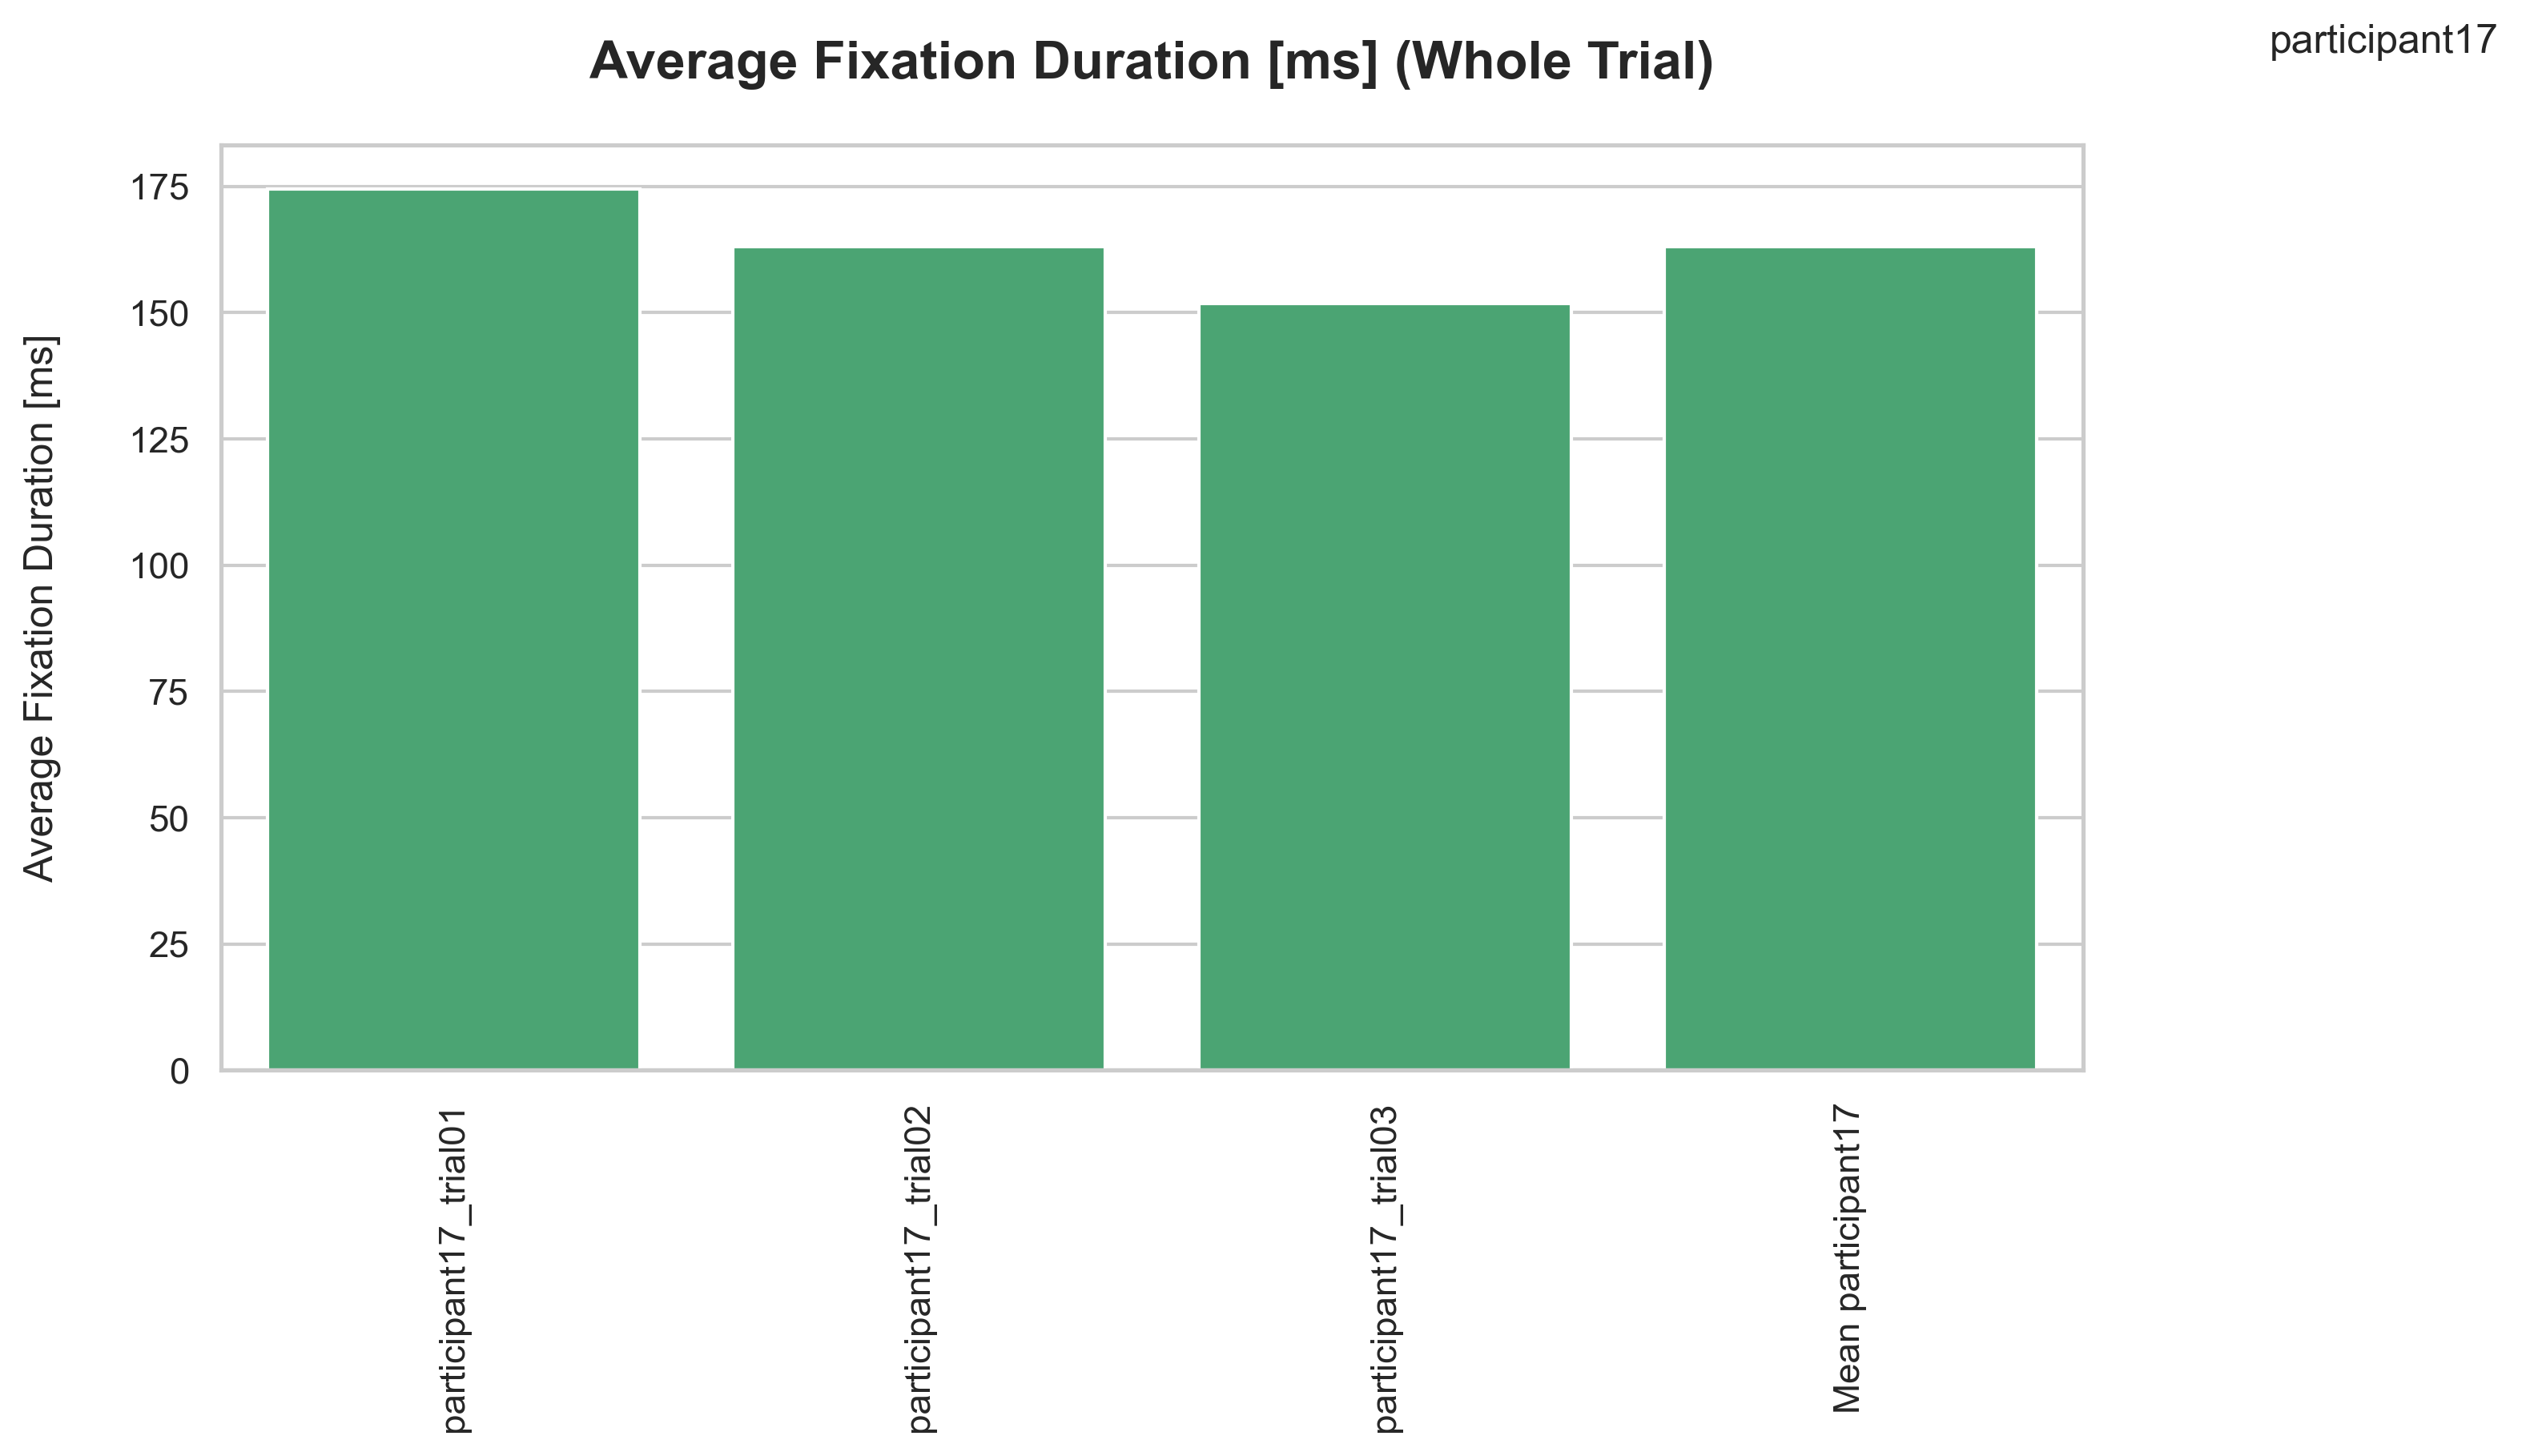 participant17
Average Fixation Duration [ms] (Whole Trial)
Average Fixation Duration [ms]
175
150
125
100
75
50
25
0
participant17_trial01
participant17_trial02
participant17_trial03
Mean participant17